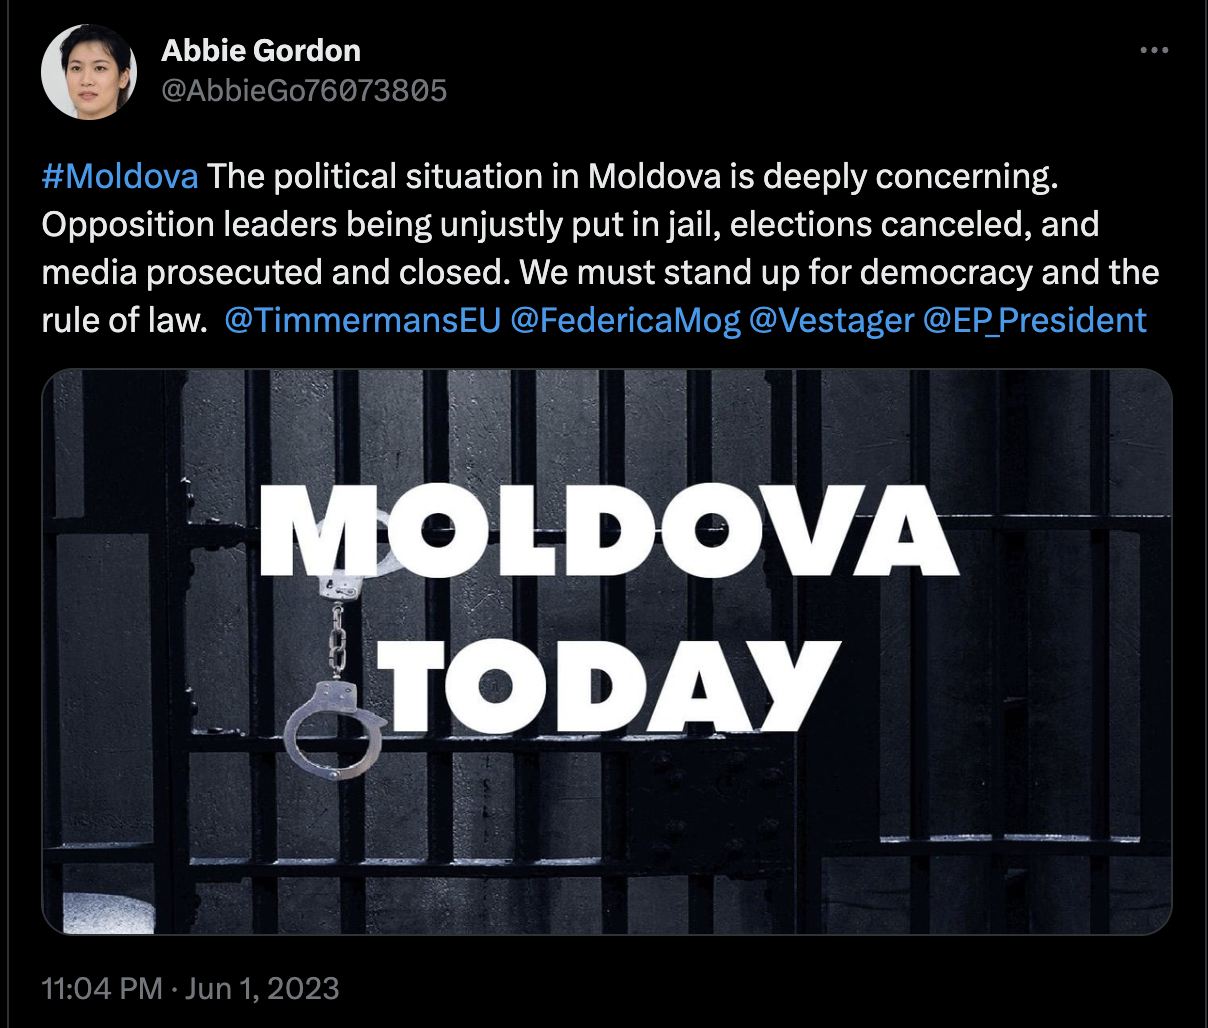 Abbie Gordon
@AbbieGo76073805
#Moldova The political situation in Moldova is deeply concerning.
Opposition leaders being unjustly put in jail, elections canceled, and
media prosecuted and closed. We must stand up for democracy and the
rule of law.  @TimmermansEU @FedericaMog @Vestager @EP_President
MOLDOVA
TODAY
11:04 PM · Jun 1, 2023